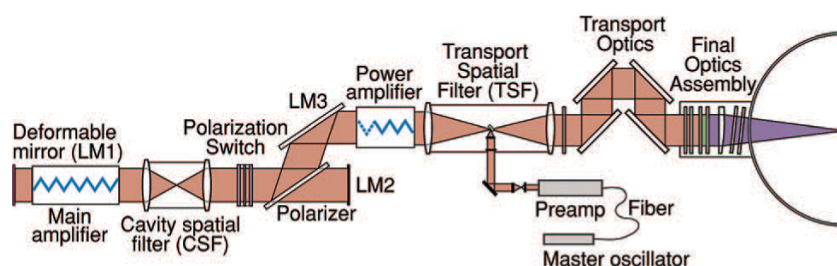 Deformable
mirror (LM1)
Main
amplifier
Cavity spatial
filter (CSF)
Polarization
Switch
LM3
Polarizer
LM2
Power
amplifier
Transport
Spatial
Filter (TSF)
Preamp
Fiber
Master oscillator
Transport
Optics
Final
Optics
Assembly